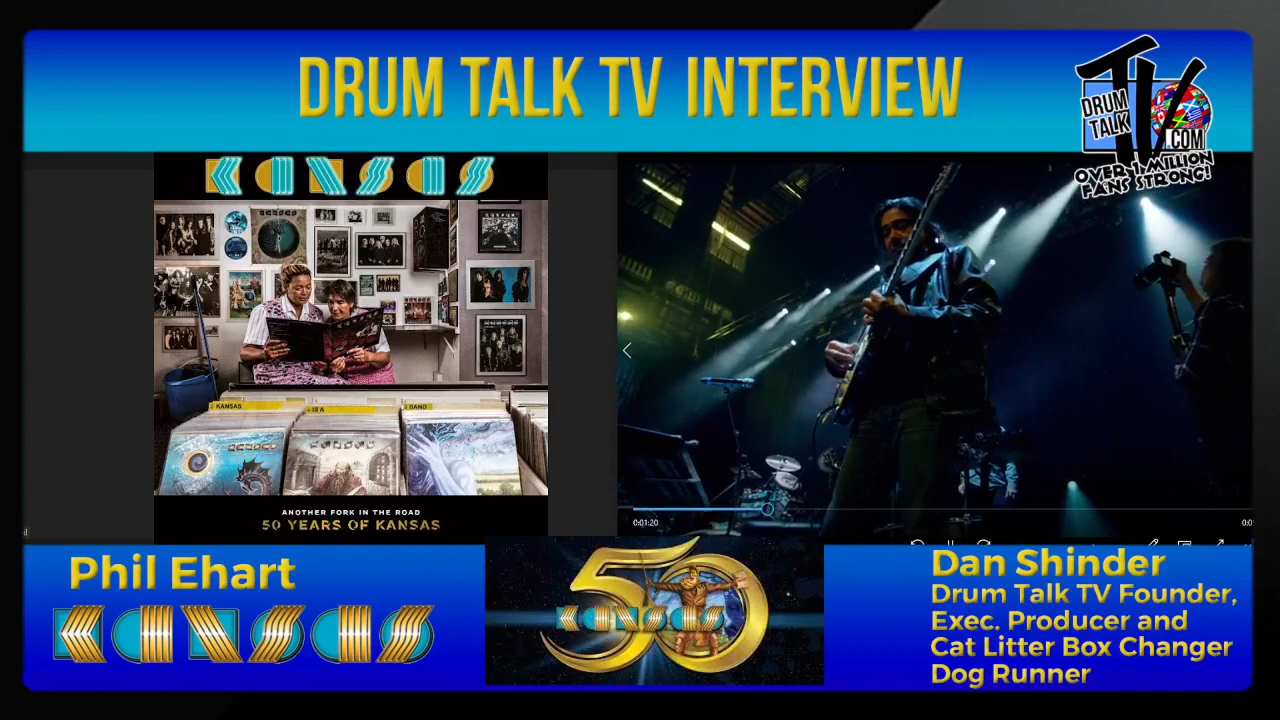 DRUM TALK TV INTERVIEW
TV
DRUM
TALK
.COM
OVER 1 MILLION
FANS STRONG!
KANSAS
KANSAS
IS A
BAND
ANOTHER FORK IN THE ROAD
50 YEARS OF KANSAS
0:01:20
Phil Ehart
KANSAS
50
KANSAS
Dan Shinder
Drum Talk TV Founder,
Exec. Producer and
Cat Litter Box Changer
Dog Runner